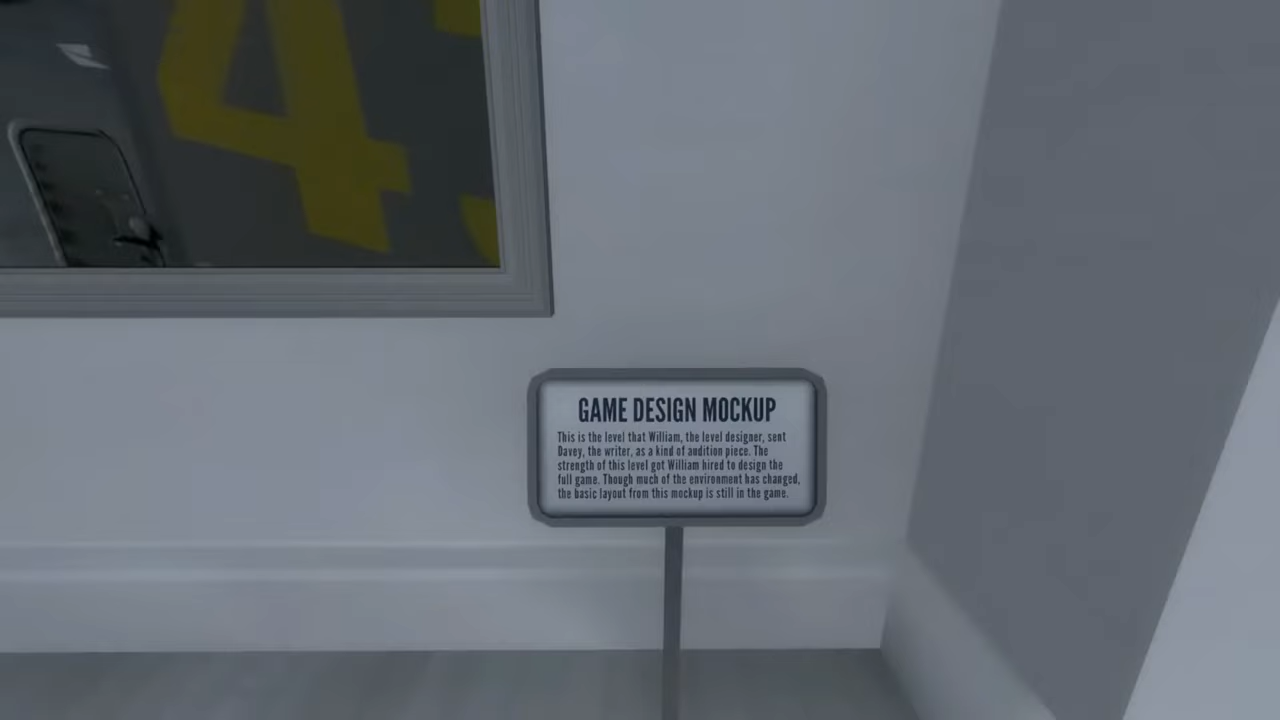 4
GAME DESIGN MOCKUP
This is the level that William, the level designer, sent
Davey, the writer, as a kind of audition piece. The
strength of this level got William hired to design the
full game. Though much of the environment has changed,
the basic layout from this mockup is still in the game.